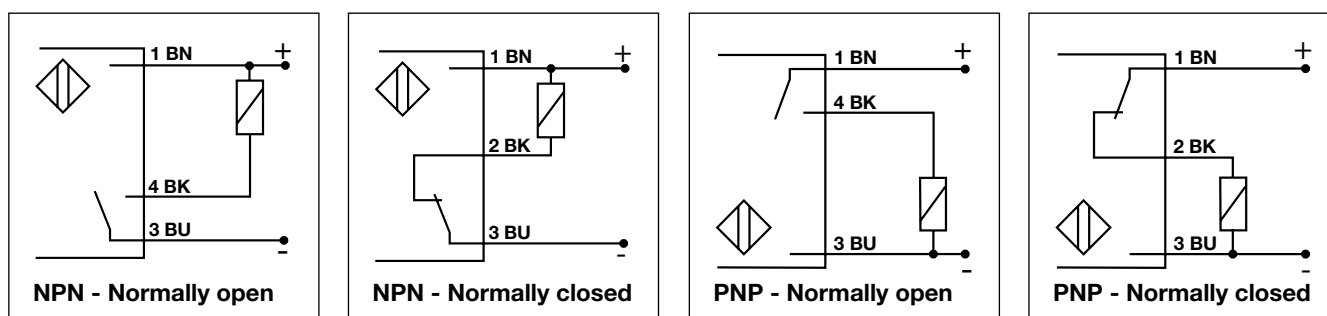 1 BN
+
4 BK
3 BU
-
NPN - Normally open
1 BN
+
2 BK
3 BU
-
NPN - Normally closed
1 BN
+
4 BK
3 BU
-
PNP - Normally open
1 BN
+
2 BK
3 BU
-
PNP - Normally closed